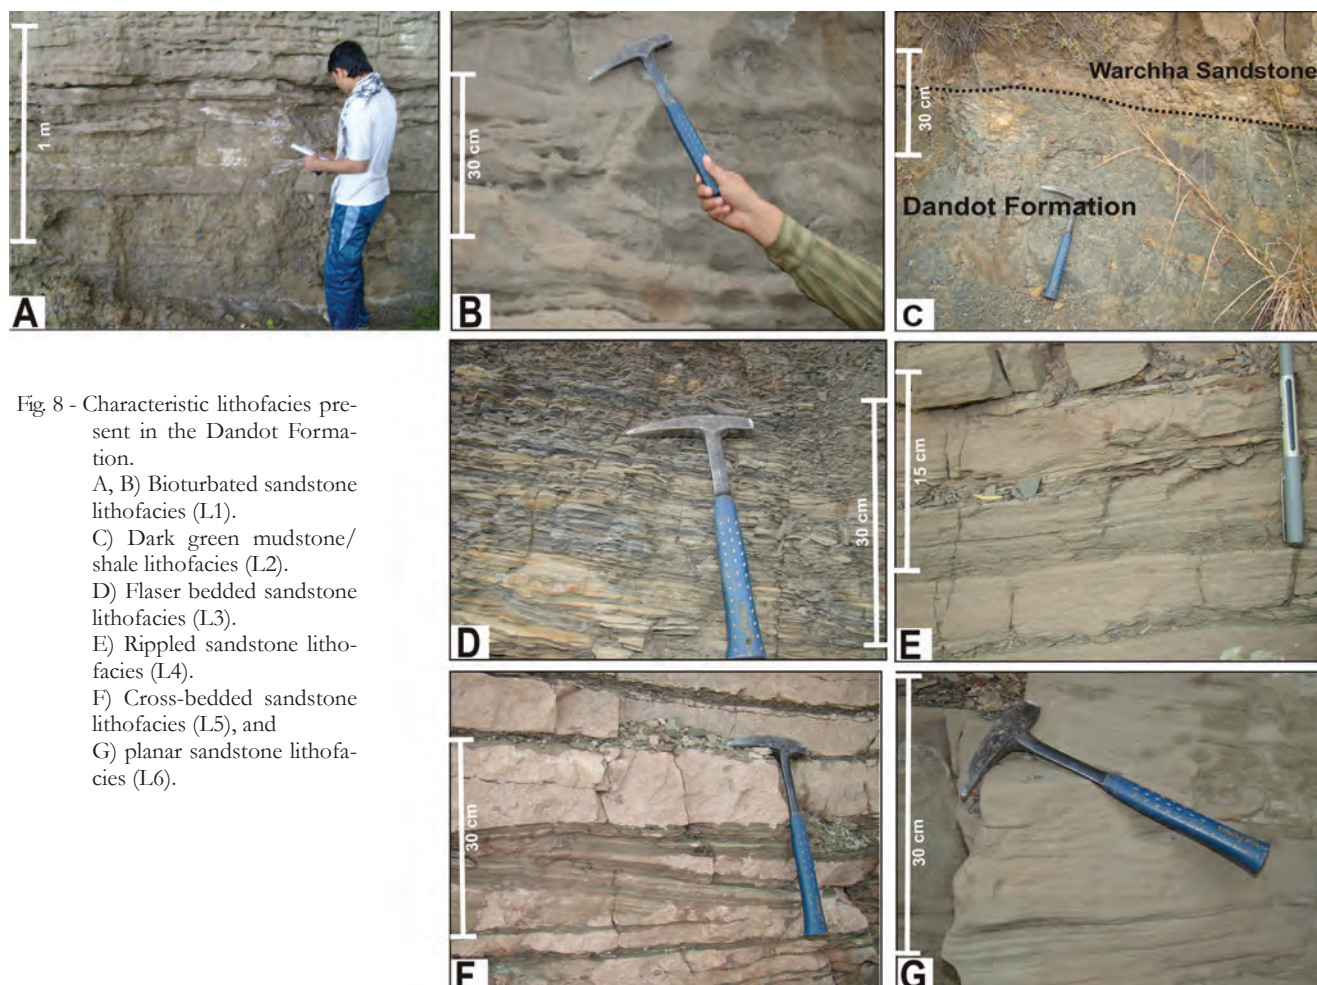 1 m
A
30 cm
B
Warchha Sandstone
30 cm
Dandot Formation
C
Fig. 8 - Characteristic lithofacies pre-
sent in the Dandot Forma-
tion.
A, B) Bioturbated sandstone
lithofacies (L1).
C) Dark green mudstone/
shale lithofacies (L2).
D) Flaser bedded sandstone
lithofacies (L3).
E) Rippled sandstone litho-
facies (L4).
F) Cross-bedded sandstone
lithofacies (L5), and
G) planar sandstone lithofa-
cies (L6).
30 cm
D
15 cm
E
30 cm
F
30 cm
G